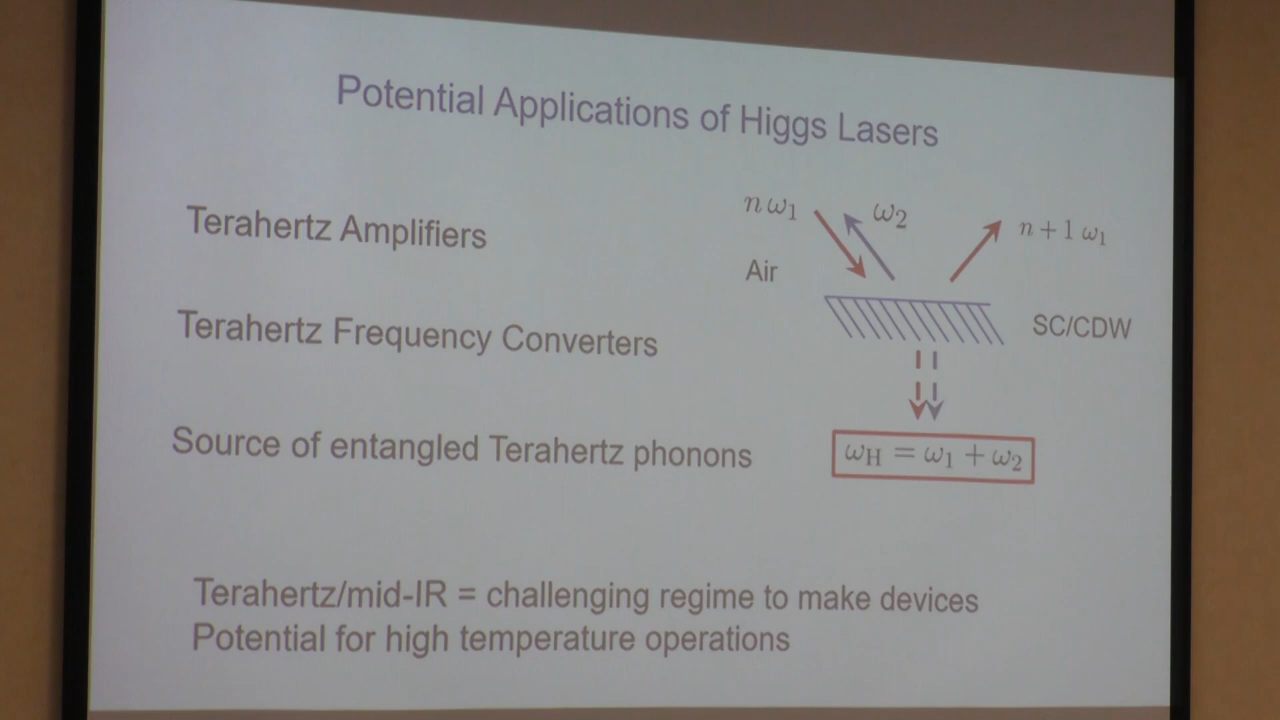 Potential Applications of Higgs Lasers
Terahertz Amplifiers
n ω₁
ω₂
n + 1 ω₁
Air
Terahertz Frequency Converters
SC/CDW
Source of entangled Terahertz phonons
ω_H = ω₁ + ω₂
Terahertz/mid-IR = challenging regime to make devices
Potential for high temperature operations